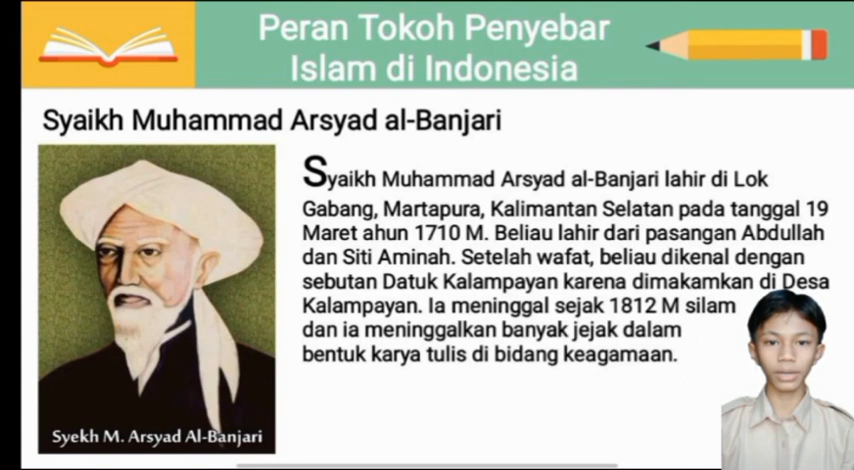 Peran Tokoh Penyebar
Islam di Indonesia
Syaikh Muhammad Arsyad al-Banjari
Syaikh Muhammad Arsyad al-Banjari lahir di Lok
Gabang, Martapura, Kalimantan Selatan pada tanggal 19
Maret ahun 1710 M. Beliau lahir dari pasangan Abdullah
dan Siti Aminah. Setelah wafat, beliau dikenal dengan
sebutan Datuk Kalampayan karena dimakamkan di Desa
Kalampayan. Ia meninggal sejak 1812 M silam
dan ia meninggalkan banyak jejak dalam
bentuk karya tulis di bidang keagamaan.
Syekh M. Arsyad Al-Banjari